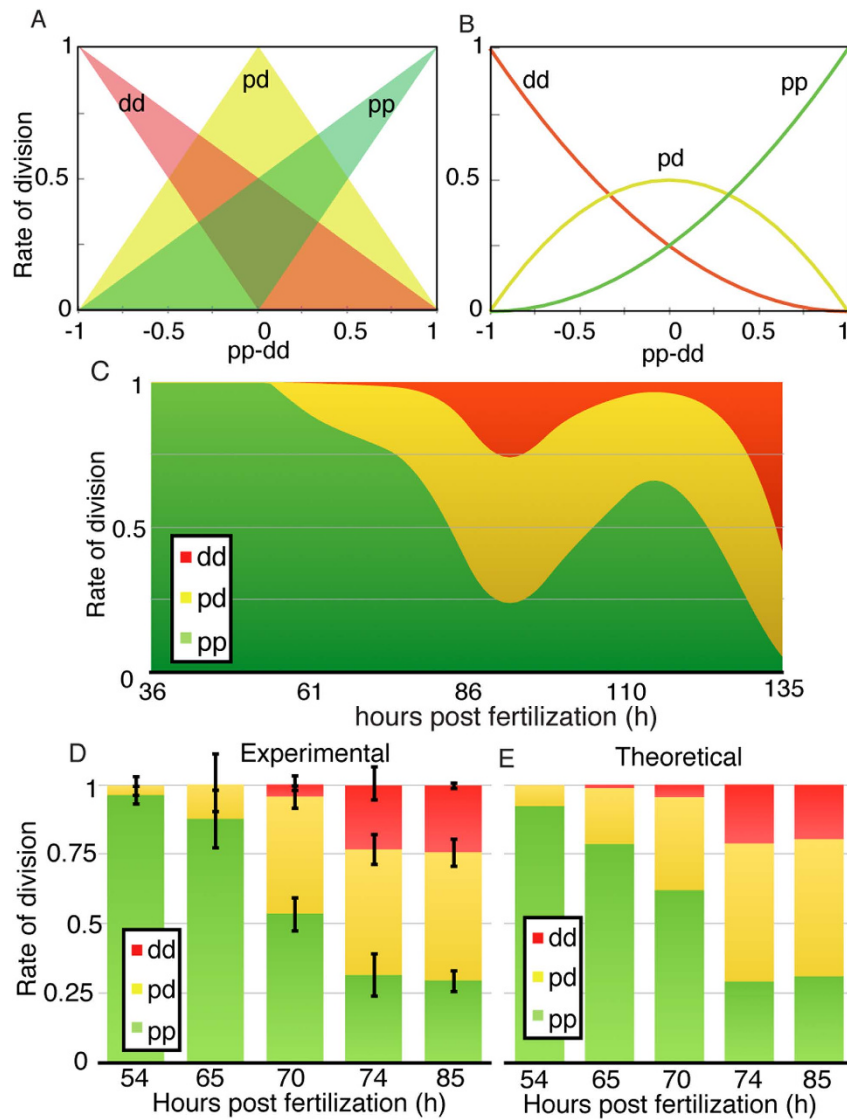 A
1
Rate of division
0.5
0
dd
pd
pp
-1 -0.5 0 0.5 1
pp-dd
B
1
0.5
0
dd
pd
pp
-1 -0.5 0 0.5 1
pp-dd
C
1
Rate of division
0.5
0
dd
pd
pp
36 61 86 110 135
hours post fertilization (h)
D Experimental
1
0.75
Rate of division
0.5
0.25
0
dd
pd
pp
54 65 70 74 85
Hours post fertilization (h)
E Theoretical
dd
pd
pp
54 65 70 74 85
Hours post fertilization (h)